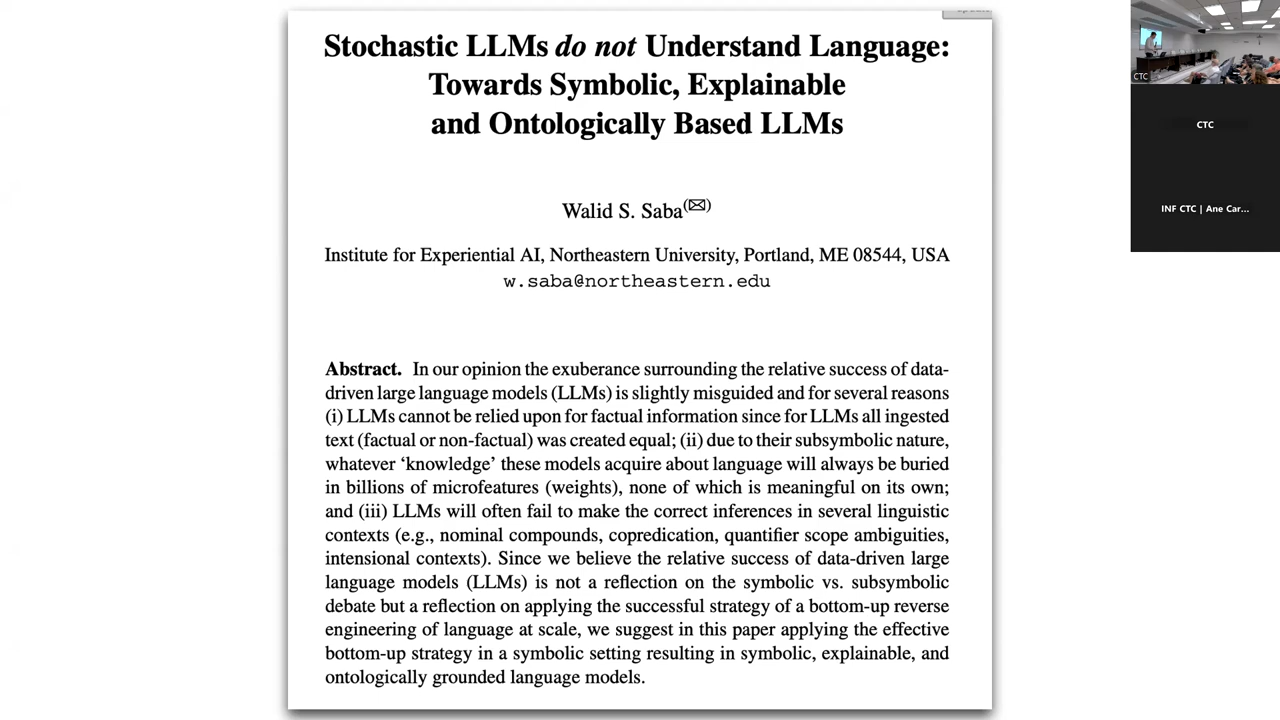 Stochastic LLMs do not Understand Language:
Towards Symbolic, Explainable
and Ontologically Based LLMs
Walid S. Saba(✉)
Institute for Experiential AI, Northeastern University, Portland, ME 08544, USA
w.saba@northeastern.edu
Abstract. In our opinion the exuberance surrounding the relative success of data-
driven large language models (LLMs) is slightly misguided and for several reasons
(i) LLMs cannot be relied upon for factual information since for LLMs all ingested
text (factual or non-factual) was created equal; (ii) due to their subsymbolic nature,
whatever ‘knowledge’ these models acquire about language will always be buried
in billions of microfeatures (weights), none of which is meaningful on its own;
and (iii) LLMs will often fail to make the correct inferences in several linguistic
contexts (e.g., nominal compounds, copredication, quantifier scope ambiguities,
intensional contexts). Since we believe the relative success of data-driven large
language models (LLMs) is not a reflection on the symbolic vs. subsymbolic
debate but a reflection on applying the successful strategy of a bottom-up reverse
engineering of language at scale, we suggest in this paper applying the effective
bottom-up strategy in a symbolic setting resulting in symbolic, explainable, and
ontologically grounded language models.
CTC
CTC
INF CTC | Ane Car...